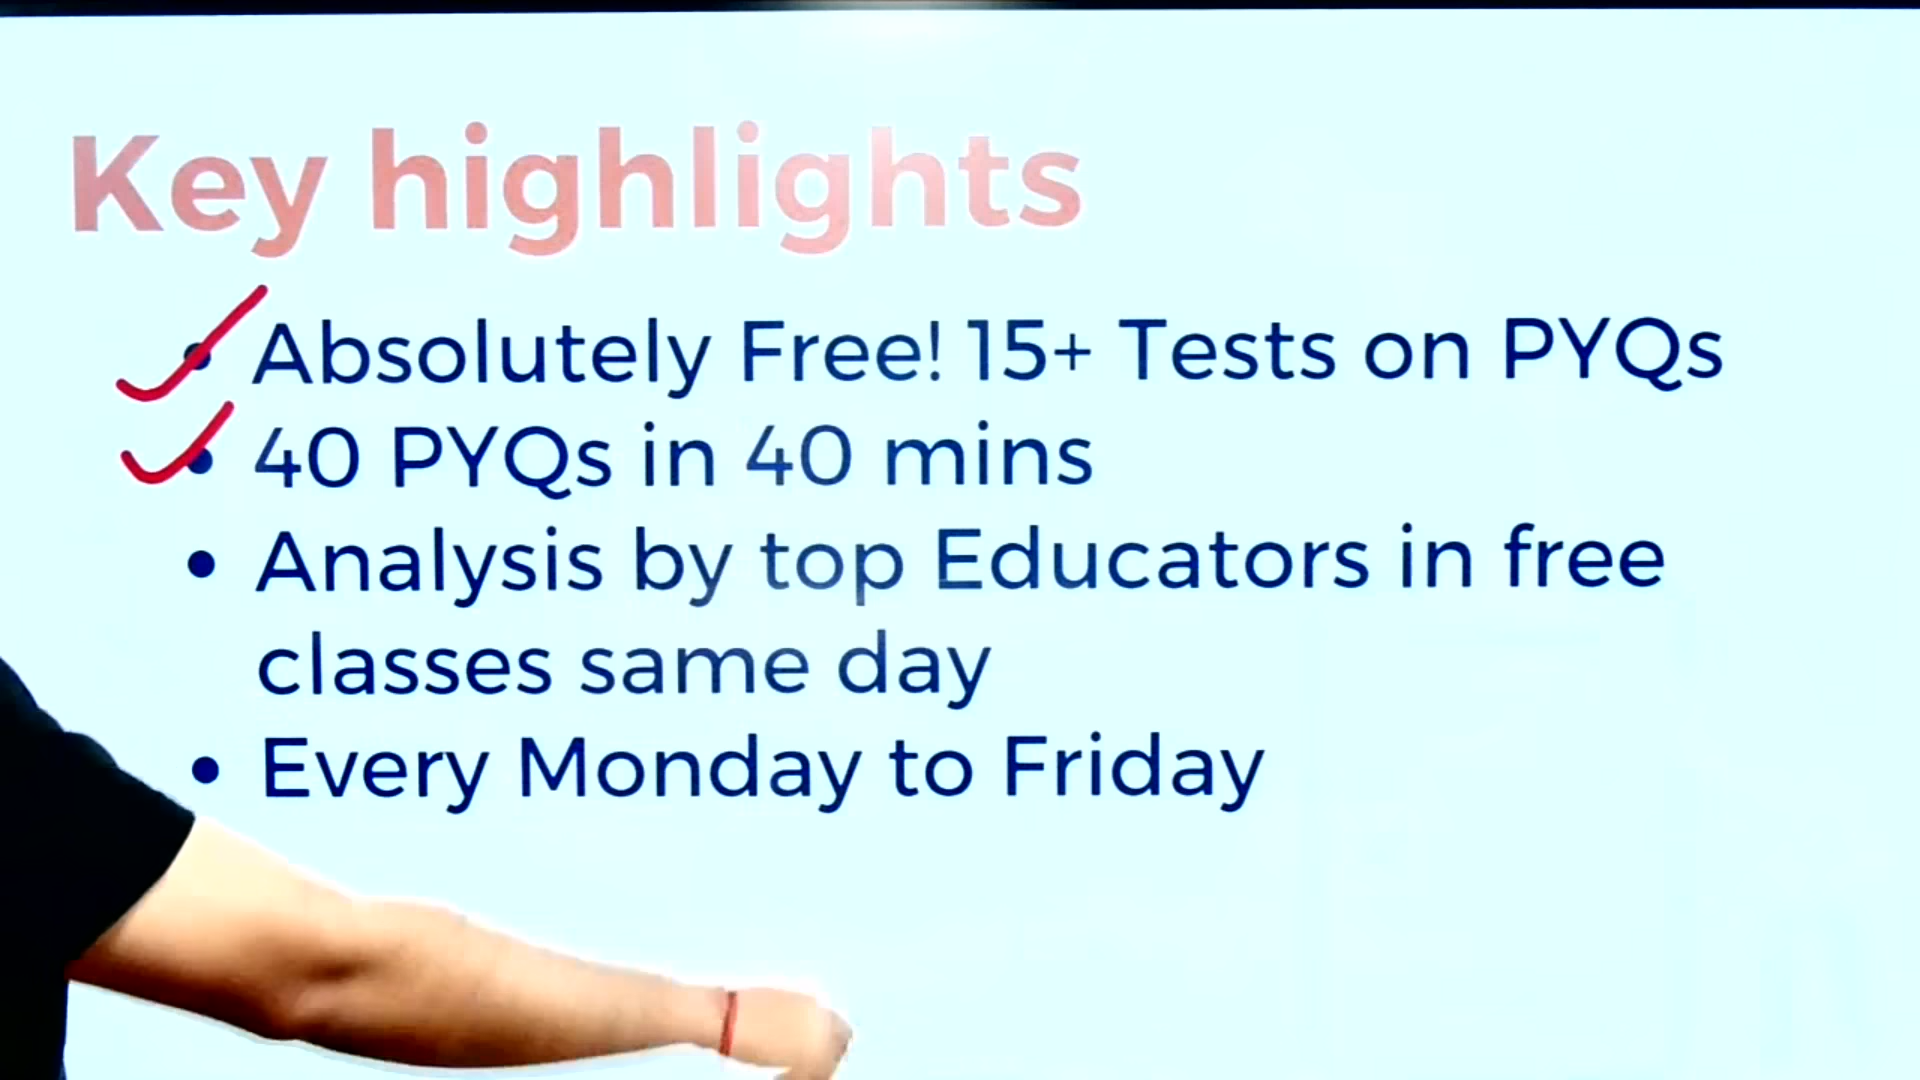 Key highlights
Absolutely Free! 15+ Tests on PYQs
40 PYQs in 40 mins
Analysis by top Educators in free
classes same day
Every Monday to Friday